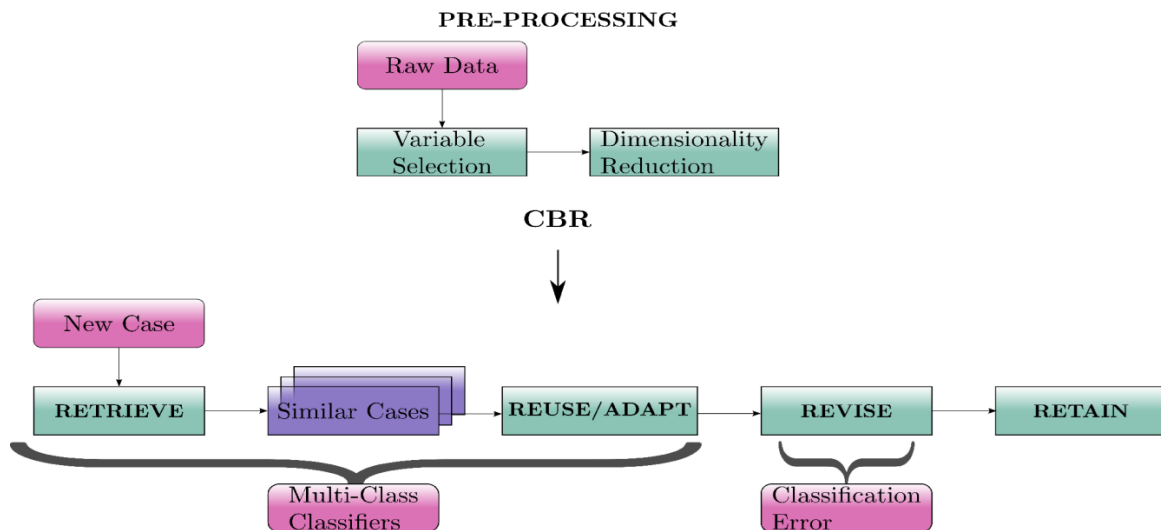 PRE-PROCESSING
Raw Data
Variable
Selection
Dimensionality
Reduction
CBR
New Case
RETRIEVE
Similar Cases
REUSE/ADAPT
REVISE
RETAIN
Multi-Class
Classifiers
Classification
Error